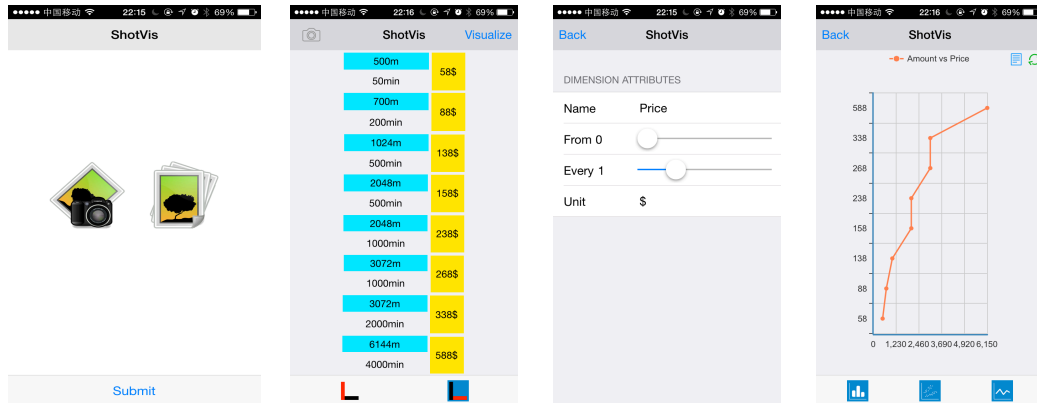 中国移动 22:15 69%
ShotVis
Submit
中国移动 22:16 69%
ShotVis Visualize
500m
58$
50min
700m
88$
200min
1024m
138$
500min
2048m
158$
500min
2048m
238$
1000min
3072m
268$
1000min
3072m
338$
2000min
6144m
588$
4000min
中国移动 22:15 69%
Back ShotVis
DIMENSION ATTRIBUTES
Name Price
From 0
Every 1
Unit $
中国移动 22:16 69%
Back ShotVis
Amount vs Price
588
338
268
238
158
138
88
58
0 1,230 2,460 3,690 4,920 6,150